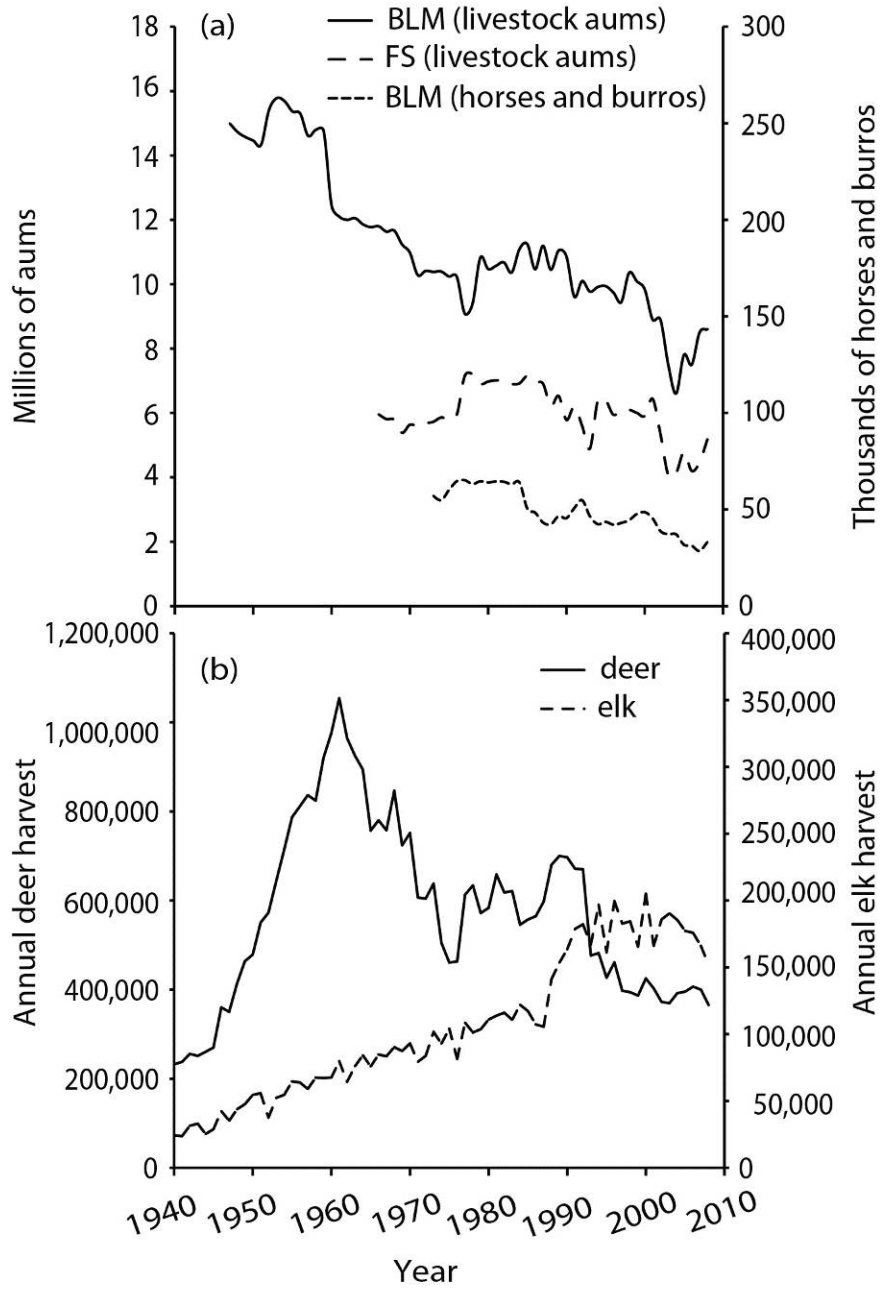 (a)
BLM (livestock aums)
FS (livestock aums)
BLM (horses and burros)
Millions of aums
18
16
14
12
10
8
6
4
2
0
Thousands of horses and burros
300
250
200
150
100
50
0
(b)
deer
elk
Annual deer harvest
1,200,000
1,000,000
800,000
600,000
400,000
200,000
0
Annual elk harvest
400,000
350,000
300,000
250,000
200,000
150,000
100,000
50,000
0
1940 1950 1960 1970 1980 1990 2000 2010
Year